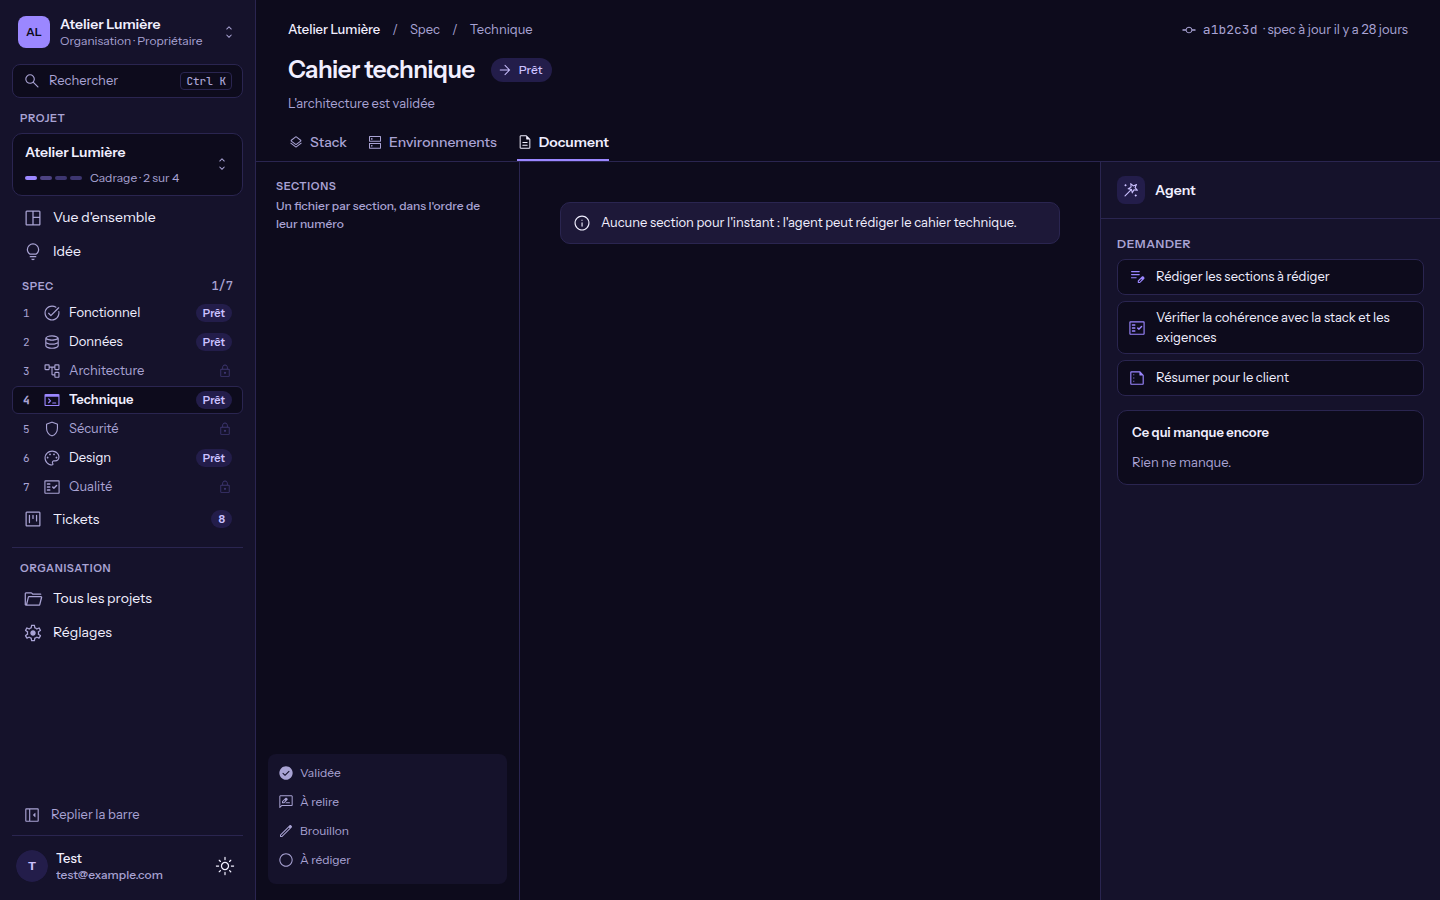 AL
Atelier Lumière
Organisation · Propriétaire
Rechercher
Ctrl K
PROJET
Atelier Lumière
Cadrage · 2 sur 4
Vue d'ensemble
Idée
SPEC 1/7
1 Fonctionnel Prêt
2 Données Prêt
3 Architecture
4 Technique Prêt
5 Sécurité
6 Design Prêt
7 Qualité
Tickets 8
ORGANISATION
Tous les projets
Réglages
Replier la barre
T
Test
test@example.com
Atelier Lumière / Spec / Technique
a1b2c3d · spec à jour il y a 28 jours
Cahier technique
Prêt
L'architecture est validée
Stack
Environnements
Document
SECTIONS
Un fichier par section, dans l'ordre de
leur numéro
Validée
À relire
Brouillon
À rédiger
Aucune section pour l'instant : l'agent peut rédiger le cahier technique.
Agent
DEMANDER
Rédiger les sections à rédiger
Vérifier la cohérence avec la stack et les
exigences
Résumer pour le client
Ce qui manque encore
Rien ne manque.